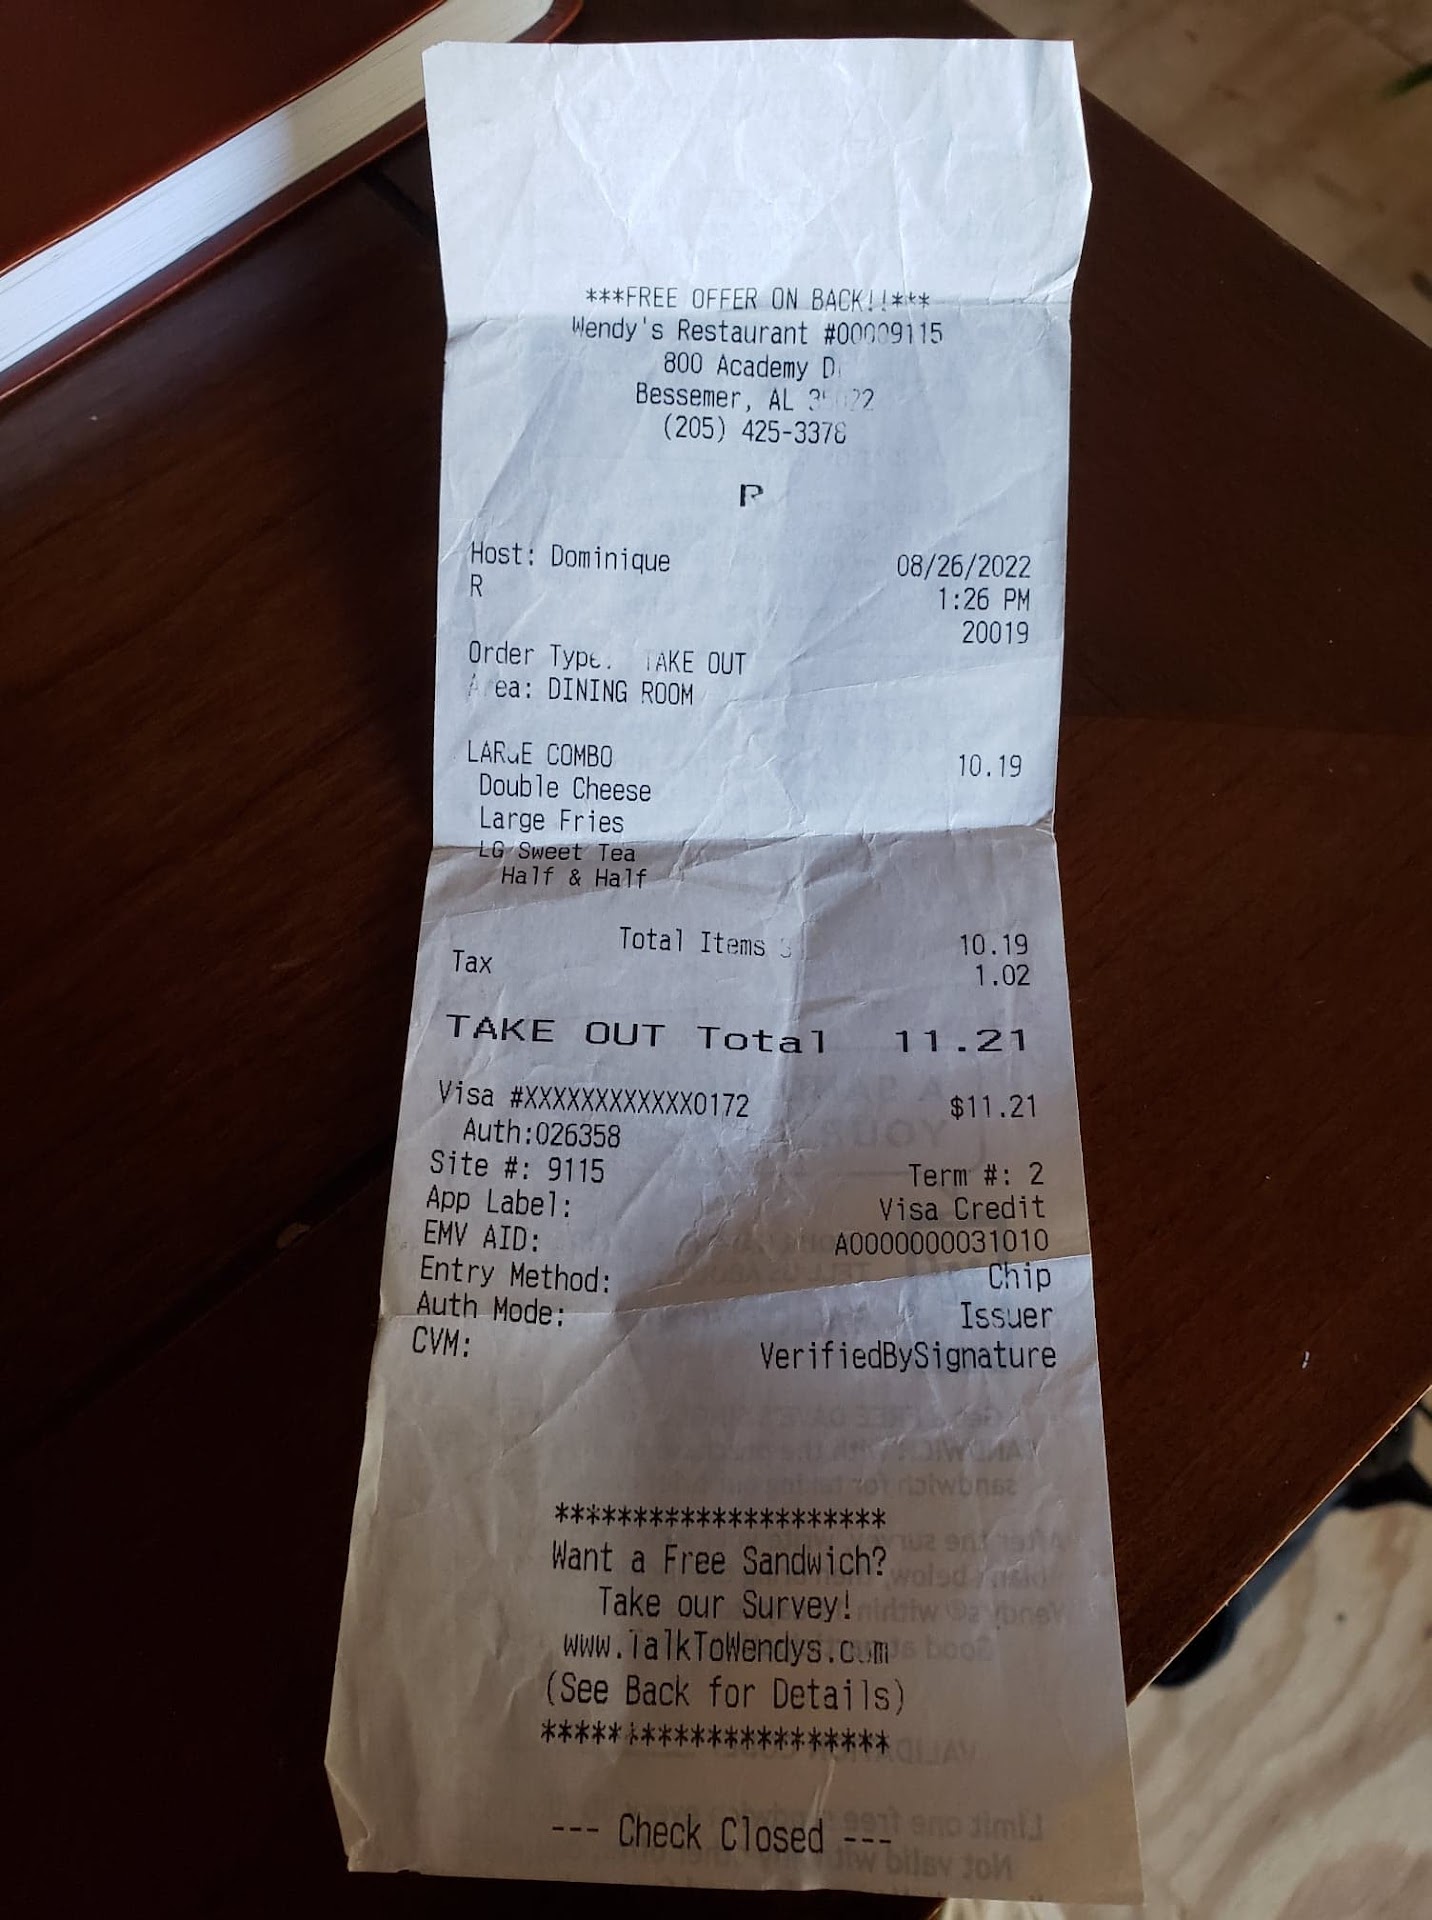 ***FREE OFFER ON BACK!!***
Wendy's Restaurant #00009115
800 Academy
Bessemer, AL
(205) 425-3378
R
Host: Dominique 08/26/2022
R 1:26 PM
20019
Order Type: TAKE OUT
Area: DINING ROOM
LARGE COMBO 10.19
Double Cheese
Large Fries
LG Sweet Tea
Half & Half
Total Items 10.19
Tax 1.02
TAKE OUT Total 11.21
Visa #XXXXXXXXXXXX0172 $11.21
Auth:026358
Site #: 9115 Term #: 2
App Label: Visa Credit
EMV AID: A0000000031010
Entry Method: Chip
Auth Mode: Issuer
CVM: VerifiedBySignature
*********************
Want a Free Sandwich?
Take our Survey!
www.TalkToWendys.com
(See Back for Details)
**********************
--- Check Closed ---